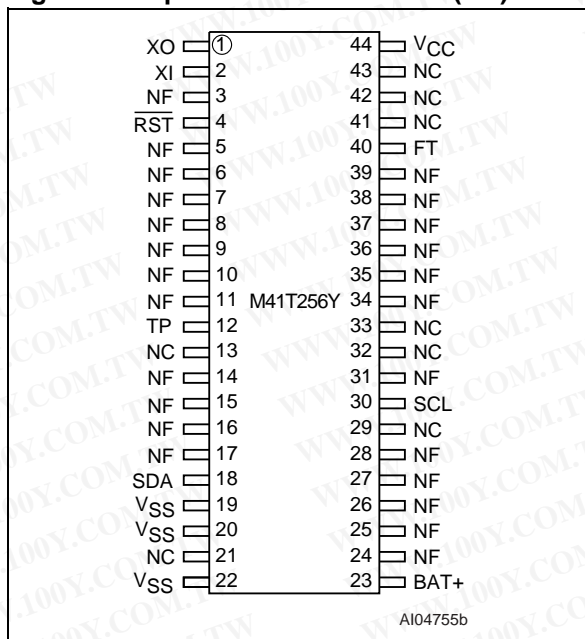 XO 1 44 VCC
XI 2 43 NC
NF 3 42 NC
RST 4 41 NC
NF 5 40 FT
NF 6 39 NF
NF 7 38 NF
NF 8 37 NF
NF 9 36 NF
NF 10 35 NF
NF 11 M41T256Y 34 NF
TP 12 33 NC
NC 13 32 NC
NF 14 31 NF
NF 15 30 SCL
NF 16 29 NC
NF 17 28 NF
SDA 18 27 NF
VSS 19 26 NF
VSS 20 25 NF
NC 21 24 NF
VSS 22 23 BAT+
AI04755b
WWW.100Y.COM.TW